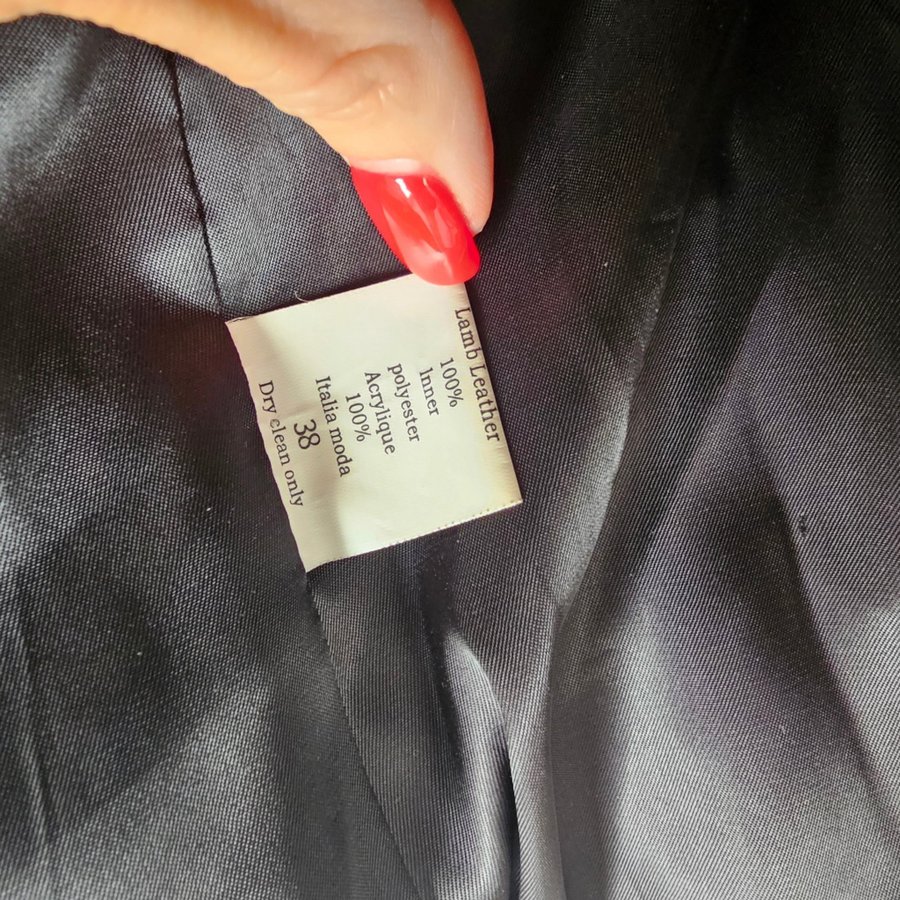 Lamb Leather
100%
Inner
polyester
Acrylique
100%
Italia moda
38
Dry clean only